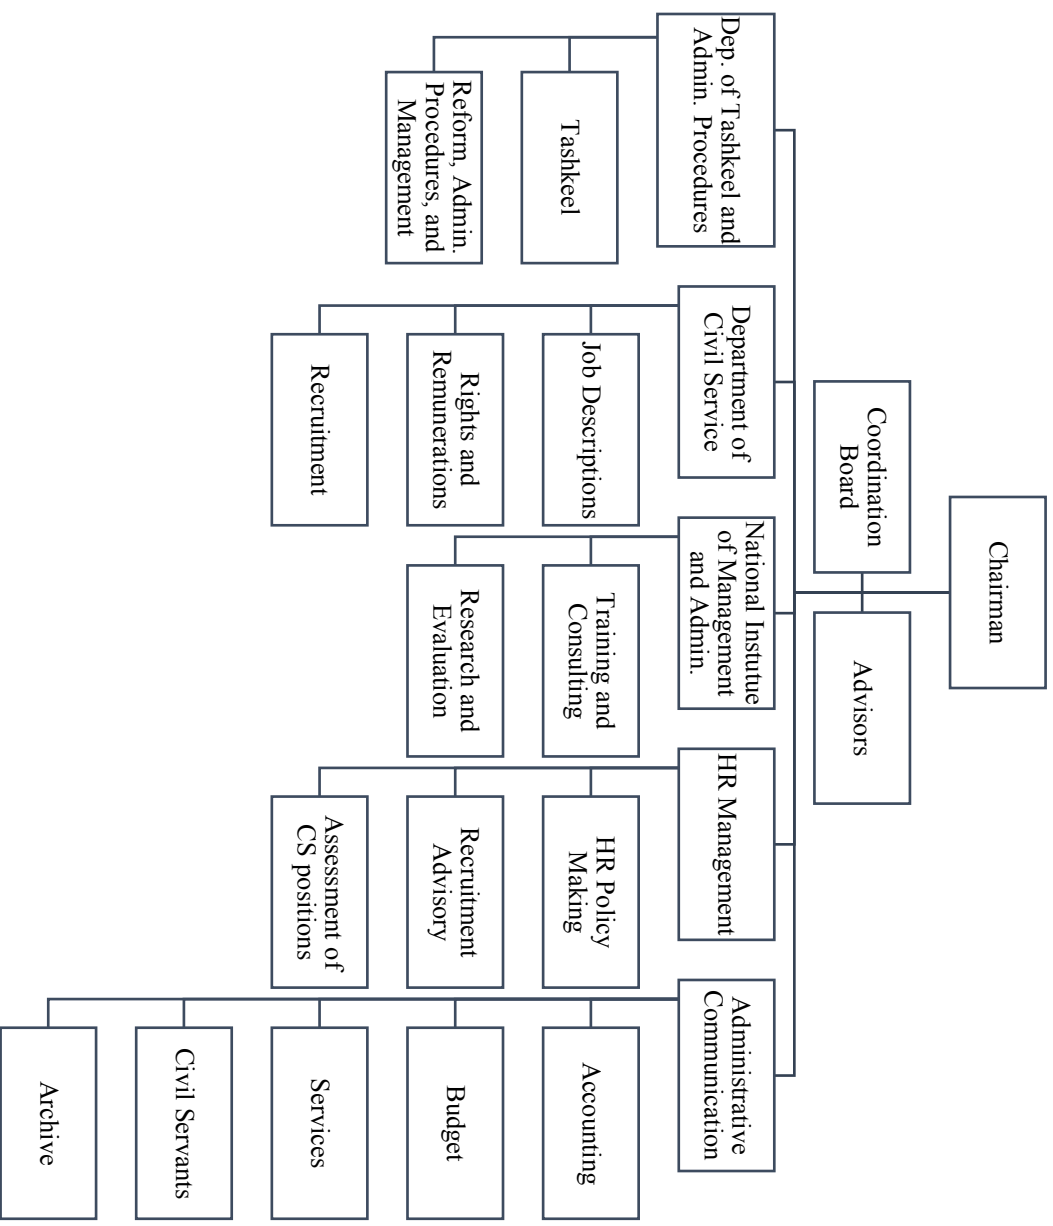 Chairman
Coordination
Board
Advisors
Dep. of Tashkeel and
Admin. Procedures
Tashkeel
Reform, Admin.
Procedures, and
Management
Department of
Civil Service
Job Descriptions
Rights and
Remunerations
Recruitment
National Instutue
of Management
and Admin.
Training and
Consulting
Research and
Evaluation
HR Management
HR Policy
Making
Recruitment
Advisory
Assessment of
CS positions
Administrative
Communication
Accounting
Budget
Services
Civil Servants
Archive